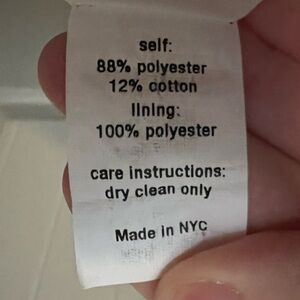 self:
88% polyester
12% cotton
lining:
100% polyester
care instructions:
dry clean only
Made in NYC